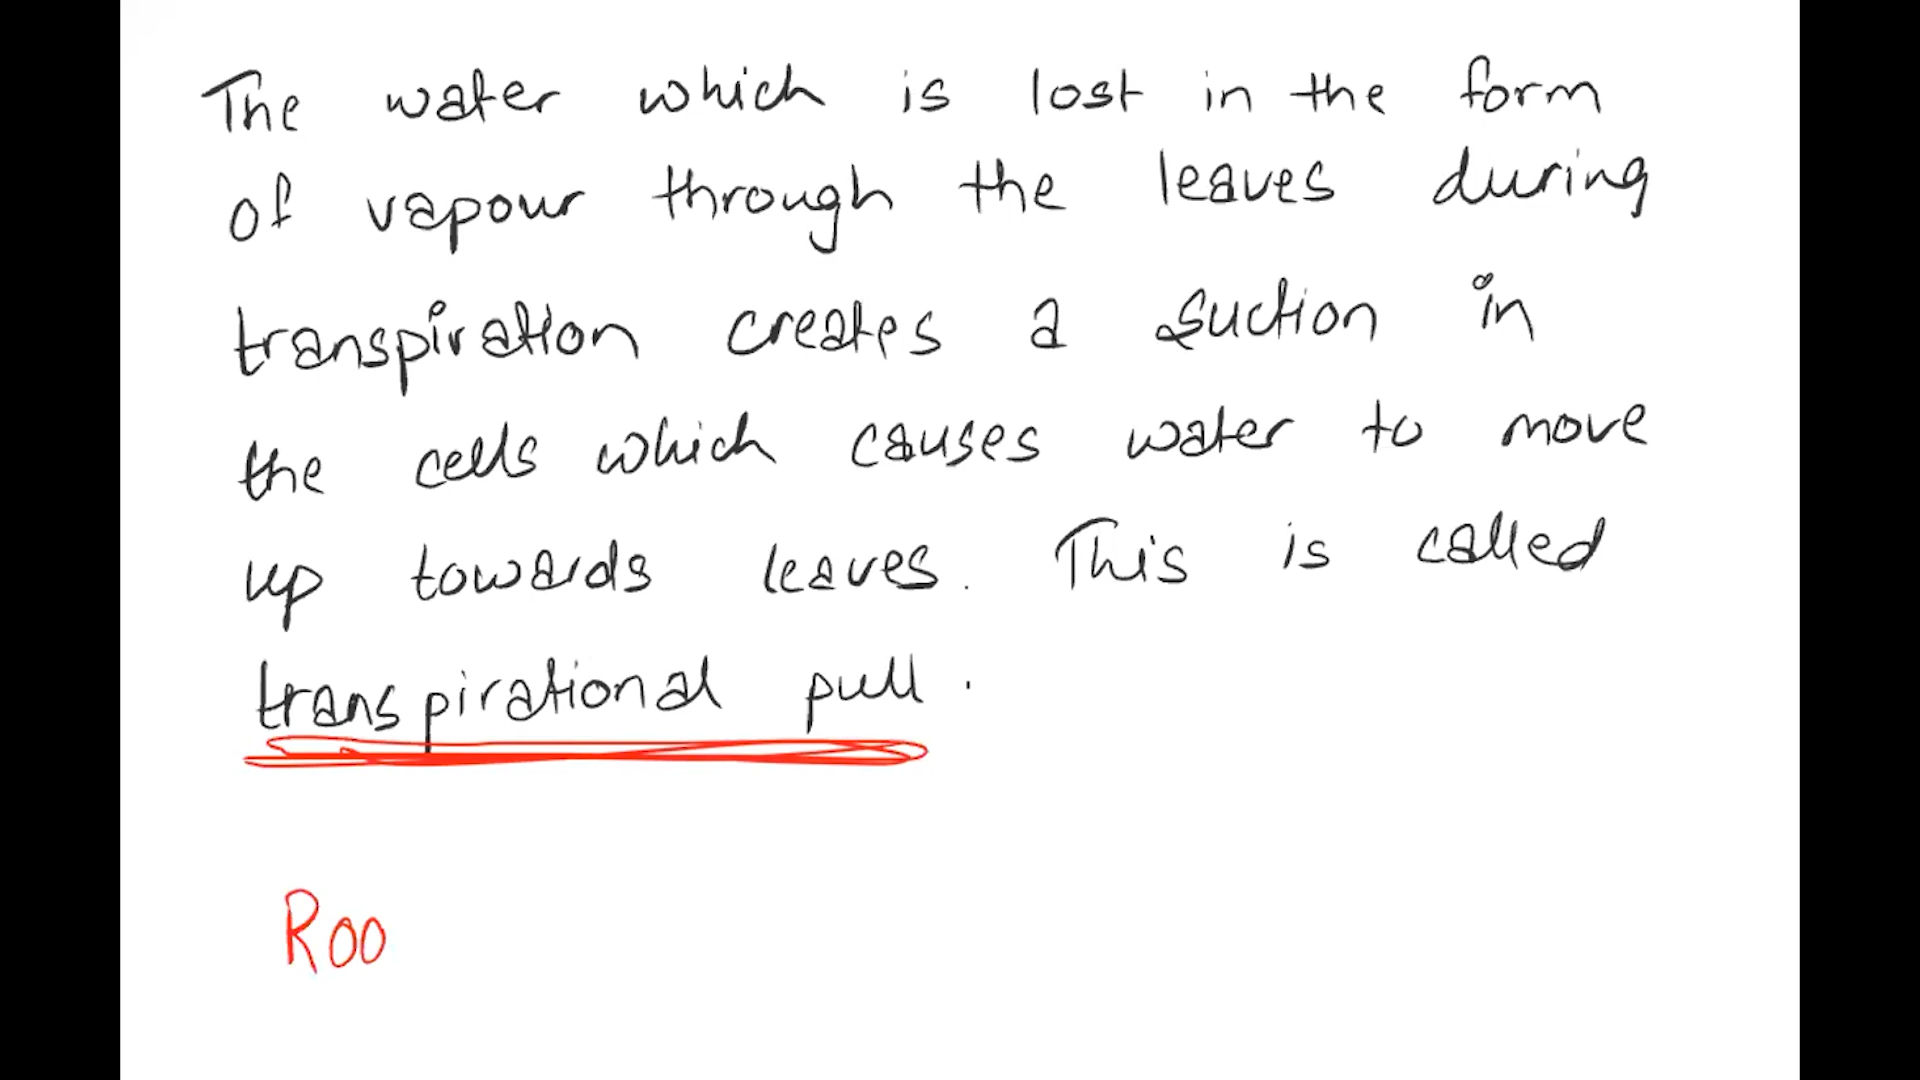 The water which is lost in the form
of vapour through the leaves during
transpiration creates a suction in
the cells which causes water to move
up towards leaves. This is called
transpirational pull.
Roo